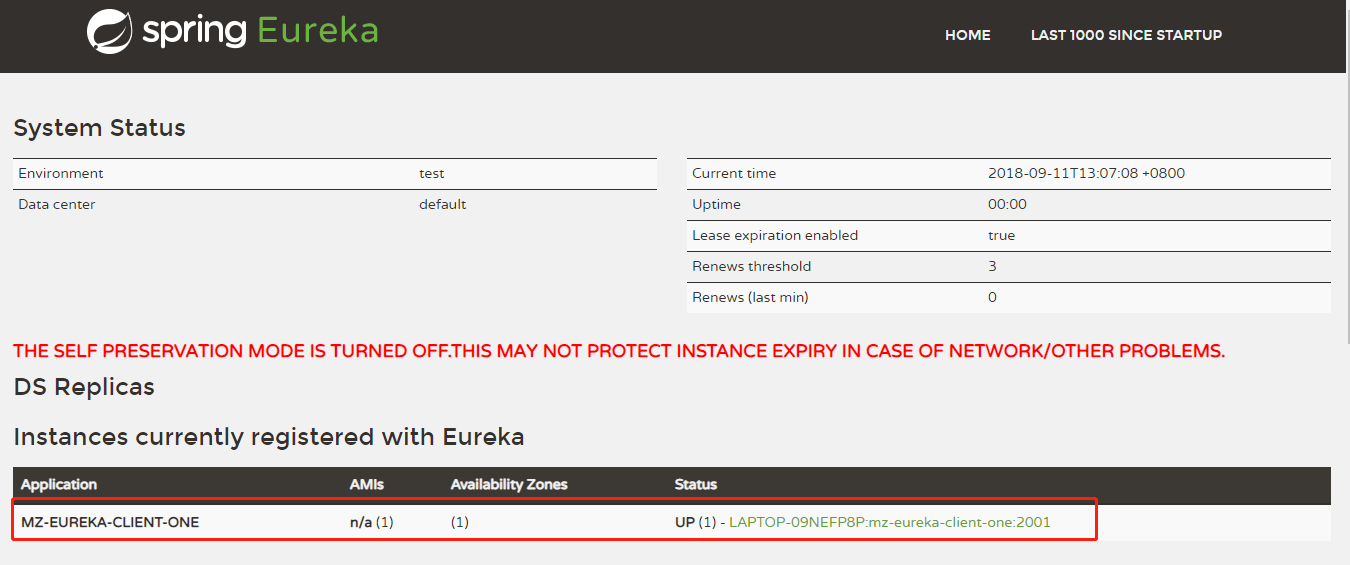 spring Eureka
HOME LAST 1000 SINCE STARTUP
System Status
Environment test
Data center default
Current time 2018-09-11T13:07:08 +0800
Uptime 00:00
Lease expiration enabled true
Renews threshold 3
Renews (last min) 0
THE SELF PRESERVATION MODE IS TURNED OFF.THIS MAY NOT PROTECT INSTANCE EXPIRY IN CASE OF NETWORK/OTHER PROBLEMS.
DS Replicas
Instances currently registered with Eureka
Application AMIs Availability Zones Status
MZ-EUREKA-CLIENT-ONE n/a (1) (1) UP (1) - LAPTOP-09NEFP8P:mz-eureka-client-one:2001